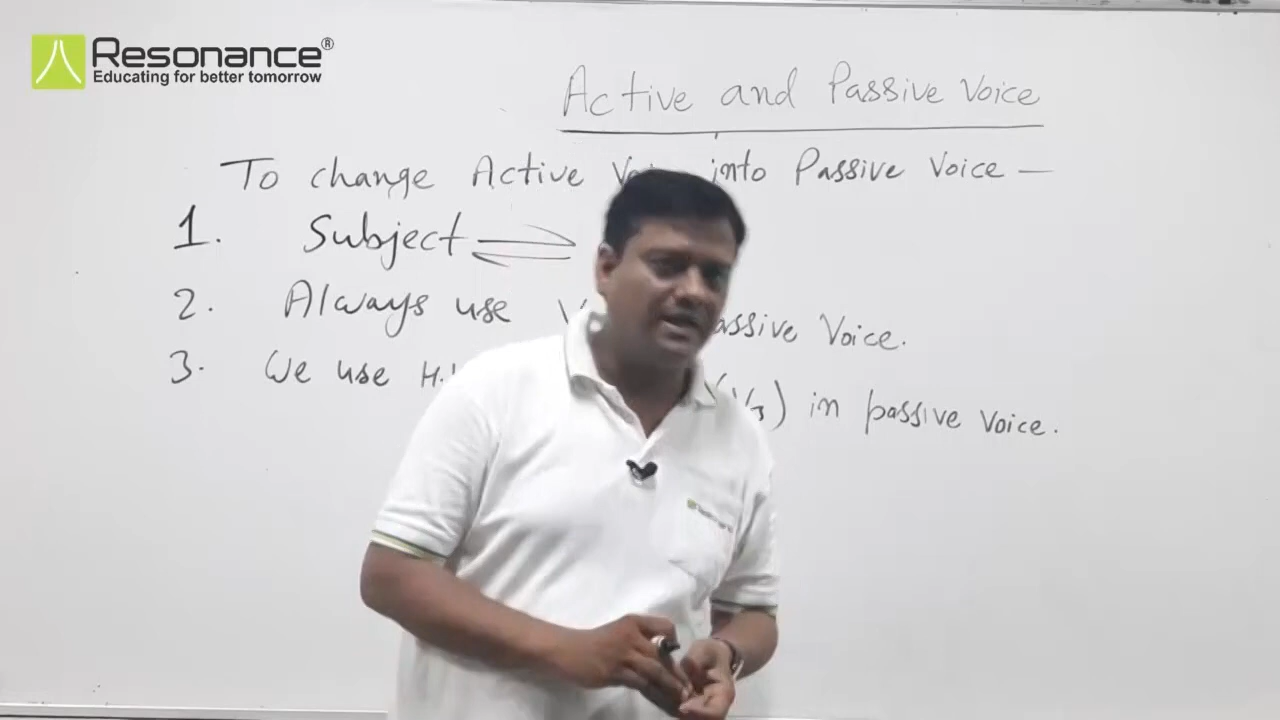 Resonance®
Educating for better tomorrow
Active and Passive Voice
To change Active into Passive Voice —
1. Subject
2. Always use Voice.
3. We use (V3) in passive voice.